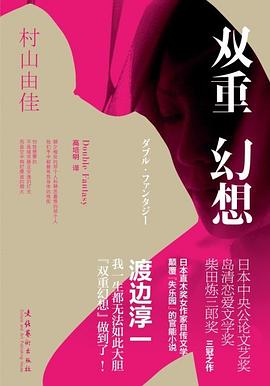 双重
幻想
ダブル・ファンタジー
村山由佳
Double Fantasy
高培明 译
渡边淳一
我一生都无法如此大胆
『双重幻想』做到了！
日本直木奖女作家自传文学
颠覆『失乐园』的官能小说
日本中央公论文艺奖
岛清恋爱文学奖
柴田炼三郎奖
三冠之作
文化艺术出版社